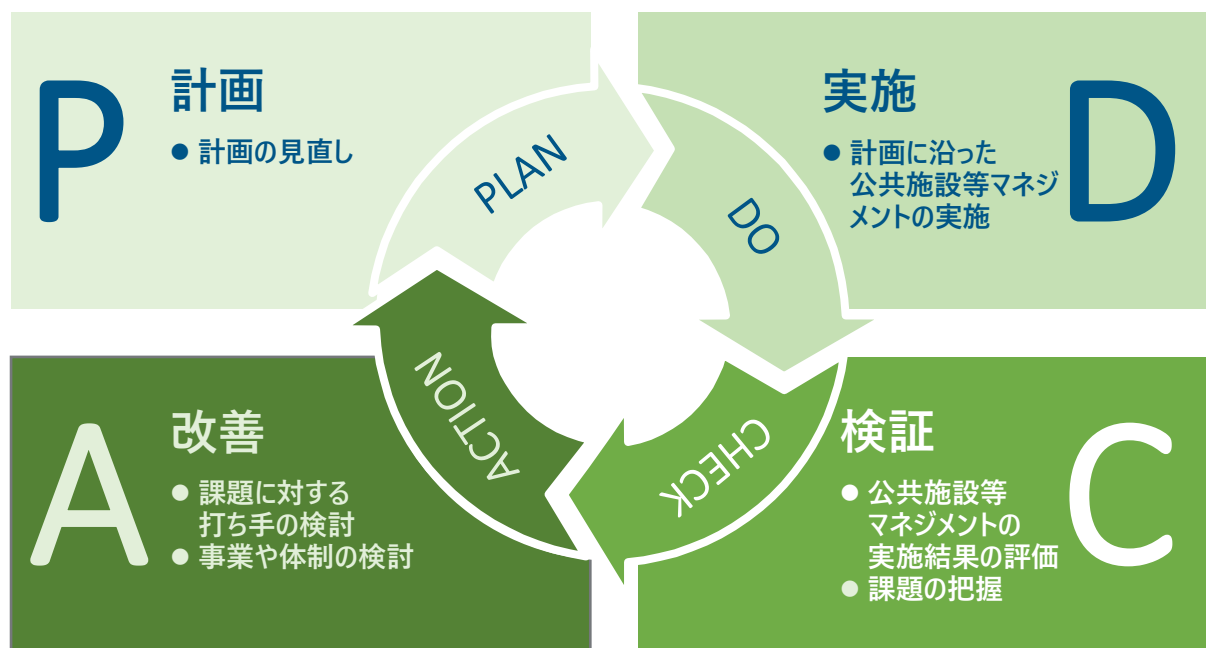 P
計画
● 計画の見直し
PLAN
D
実施
● 計画に沿った
公共施設等マネジ
メントの実施
DO
A
改善
● 課題に対する
打ち手の検討
● 事業や体制の検討
ACTION
C
検証
● 公共施設等
マネジメントの
実施結果の評価
● 課題の把握
CHECK